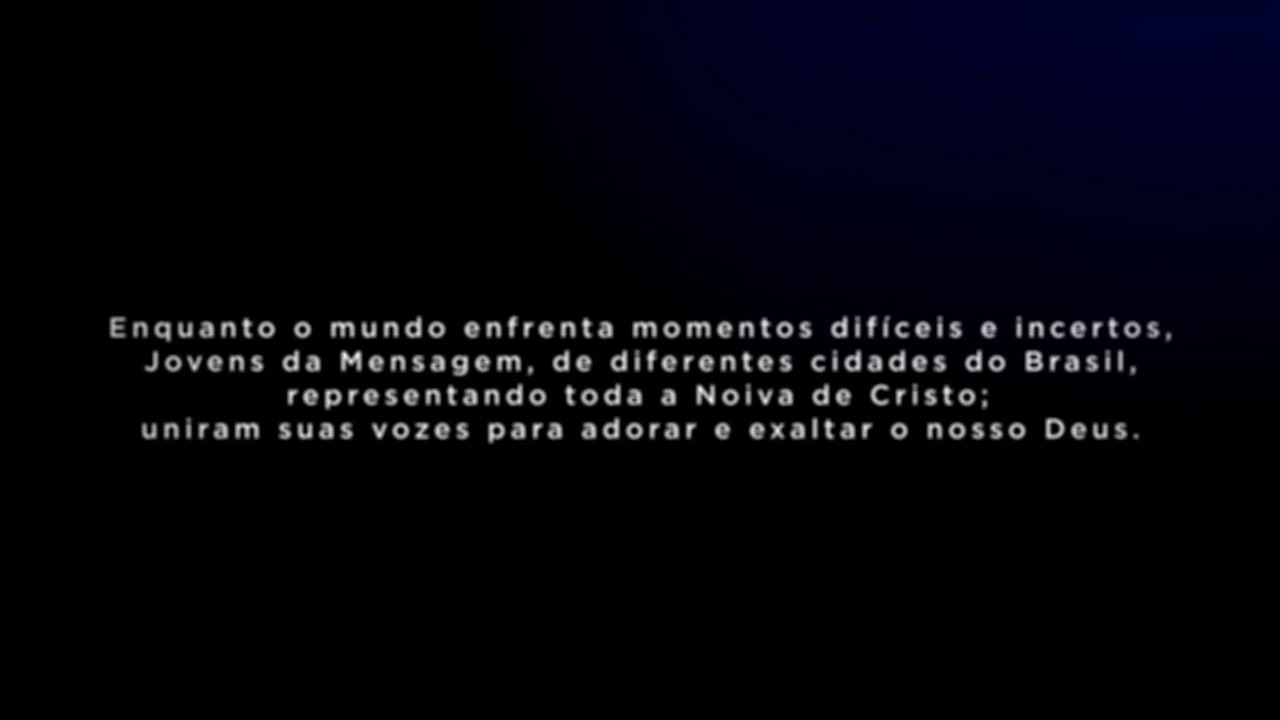 Enquanto o mundo enfrenta momentos difíceis e incertos,
Jovens da Mensagem, de diferentes cidades do Brasil,
representando toda a Noiva de Cristo;
uniram suas vozes para adorar e exaltar o nosso Deus.